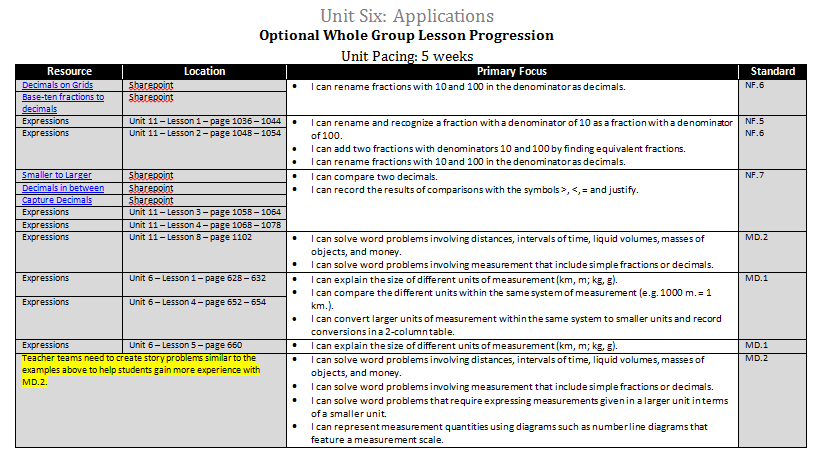 Unit Six: Applications
Optional Whole Group Lesson Progression
Unit Pacing: 5 weeks
Resource Location Primary Focus Standard
Decimals on Grids Sharepoint • I can rename fractions with 10 and 100 in the denominator as decimals. NF.6
Base-ten fractions to Sharepoint
decimals
Expressions Unit 11 – Lesson 1 – page 1036 - 1044 • I can rename and recognize a fraction with a denominator of 10 as a fraction with a denominator NF.5
Expressions Unit 11 – Lesson 2 – page 1048 – 1054 of 100. NF.6
• I can add two fractions with denominators 10 and 100 by finding equivalent fractions.
• I can rename fractions with 10 and 100 in the denominator as decimals.
Smaller to Larger Sharepoint • I can compare two decimals. NF.7
Decimals in between Sharepoint • I can record the results of comparisons with the symbols >, <, = and justify.
Capture Decimals Sharepoint
Expressions Unit 11 – Lesson 3 – page 1058 – 1064
Expressions Unit 11 – Lesson 4 – page 1068 – 1078
Expressions Unit 11 – Lesson 8 – page 1102 • I can solve word problems involving distances, intervals of time, liquid volumes, masses of MD.2
objects, and money.
• I can solve word problems involving measurement that include simple fractions or decimals.
Expressions Unit 6 – Lesson 1 – page 628 – 632 • I can explain the size of different units of measurement (km, m; kg, g). MD.1
• I can compare the different units within the same system of measurement (e.g. 1000 m. = 1
Expressions Unit 6 – Lesson 4 – page 652 – 654 km.).
• I can convert larger units of measurement within the same system to smaller units and record
conversions in a 2-column table.
Expressions Unit 6 – Lesson 5 – page 660 • I can explain the size of different units of measurement (km, m; kg, g). MD.1
Teacher teams need to create story problems similar to the • I can solve word problems involving distances, intervals of time, liquid volumes, masses of MD.2
examples above to help students gain more experience with objects, and money.
MD.2. • I can solve word problems involving measurement that include simple fractions or decimals.
• I can solve word problems that require expressing measurements given in a larger unit in terms
of a smaller unit.
• I can represent measurement quantities using diagrams such as number line diagrams that
feature a measurement scale.